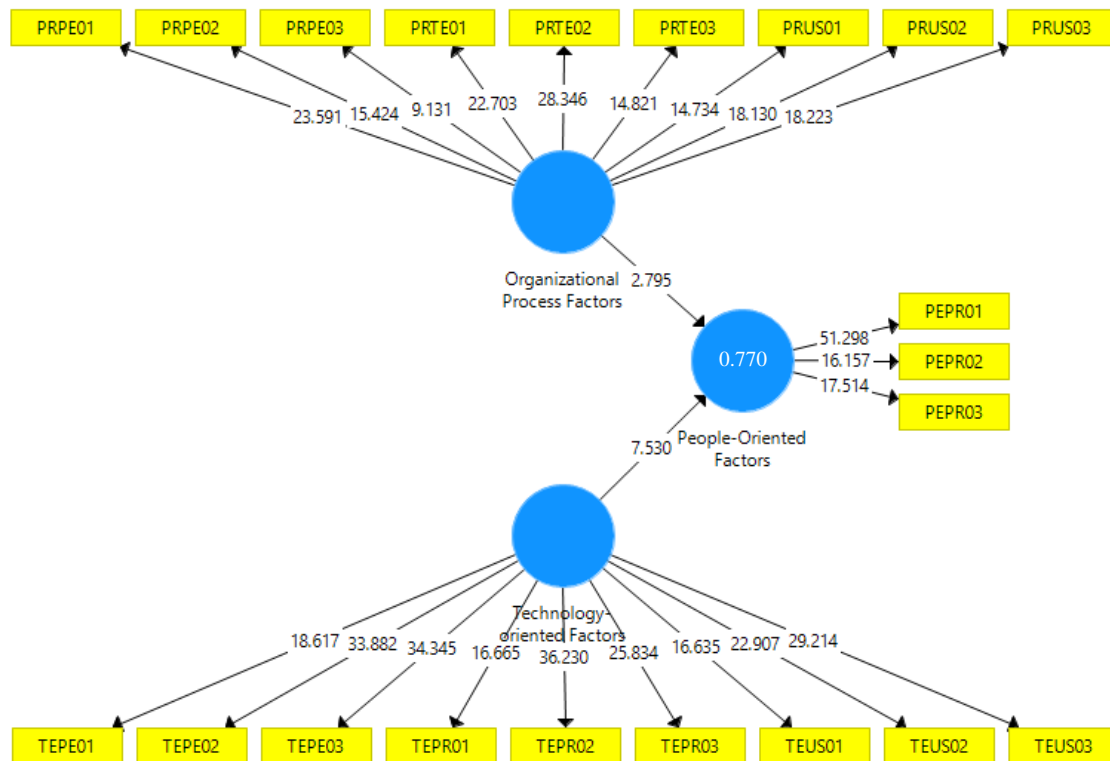 PRPE01 PRPE02 PRPE03 PRTE01 PRTE02 PRTE03 PRUS01 PRUS02 PRUS03
23.591 15.424 9.131 22.703 28.346 14.821 14.734 18.130 18.223
Organizational
Process Factors
2.795
PEPR01
51.298
0.770
16.157
PEPR02
17.514
PEPR03
People-Oriented
Factors
7.530
Technology-
oriented Factors
18.617 33.882 34.345 16.665 36.230 25.834 16.635 22.907 29.214
TEPE01 TEPE02 TEPE03 TEPR01 TEPR02 TEPR03 TEUS01 TEUS02 TEUS03